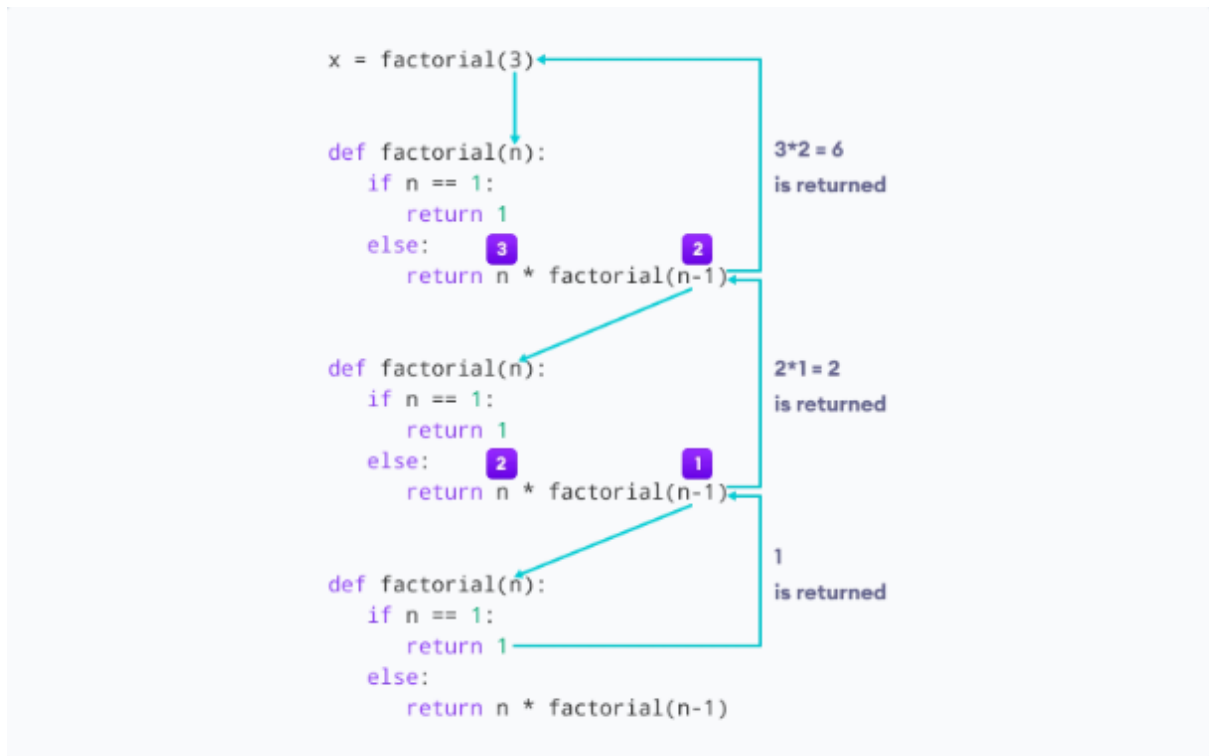 x = factorial(3)
def factorial(n):
if n == 1:
return 1
else:
3 2
return n * factorial(n-1)
3*2 = 6
is returned
def factorial(n):
if n == 1:
return 1
else:
2 1
return n * factorial(n-1)
2*1 = 2
is returned
def factorial(n):
if n == 1:
return 1
else:
return n * factorial(n-1)
1
is returned